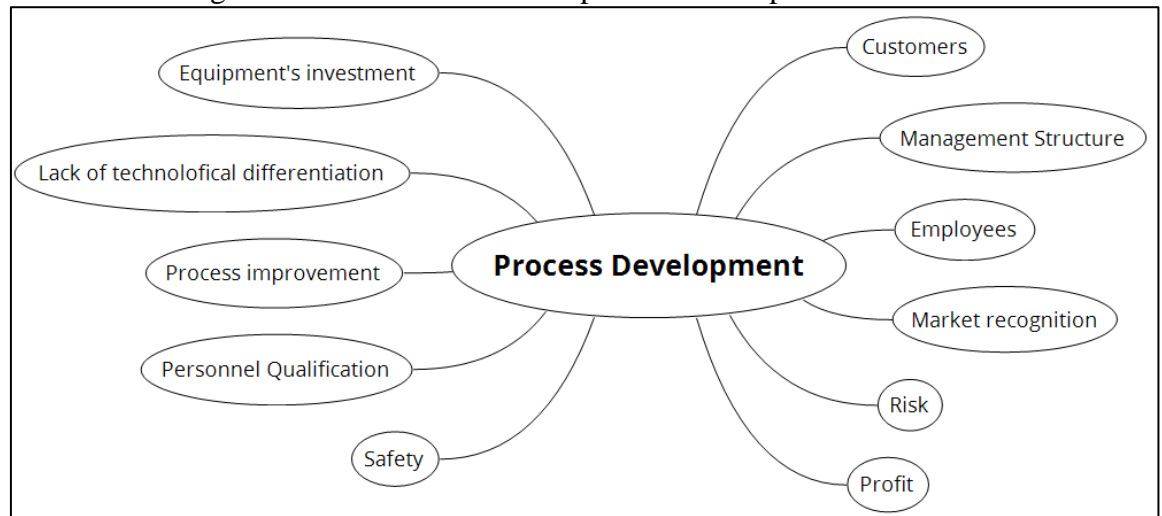 Equipment's investment
Lack of technolofical differentiation
Process improvement
Personnel Qualification
Safety
Process Development
Customers
Management Structure
Employees
Market recognition
Risk
Profit